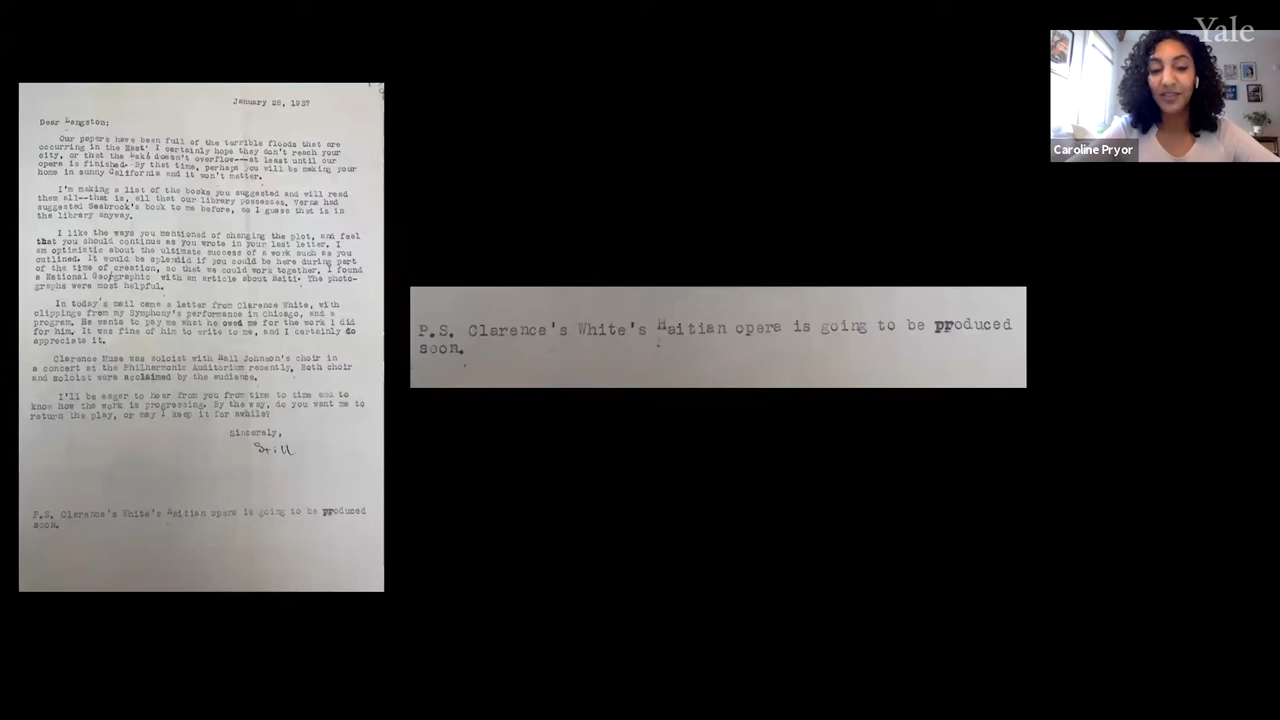 January 28, 1937
Dear Langston:
Our papers have been full of the terrible floods that are
occurring in the East. I certainly hope they don't reach your
city, or that the Lake doesn't overflow---at least until our
opera is finished. By that time, perhaps you will be making your
home in sunny California and it won't matter.
I'm making a list of the books you suggested and will read
them all--that is, all that our library possesses. Verna had
suggested Seabrook's book to me before, so I guess that is in
the library anyway.
I like the ways you mentioned of changing the plot, and feel
that you should continue as you wrote in your last letter. I
am optimistic about the ultimate success of a work such as you
outlined. It would be splendid if you could be here during part
of the time of creation, so that we could work together. I found
a National Geographic with an article about Haiti. The photo-
graphs were most helpful.
In today's mail came a letter from Clarence White, with
clippings from my Symphony's performance in Chicago, and a
program. He wants to pay me what he owed me for the work I did
for him. It was fine of him to write to me, and I certainly do
appreciate it.
Clarence Muse was soloist with Hall Johnson's choir in
a concert at the Philharmonic Auditorium recently. Both choir
and soloist were acclaimed by the audience.
I'll be eager to hear from you from time to time and to
know how the work is progressing. By the way, do you want me to
return the play, or may I keep it for awhile?
Sincerely,
Still
P.S. Clarence's White's Haitian opera is going to be produced
soon.
P.S. Clarence's White's Haitian opera is going to be produced
soon.
Yale
Caroline Pryor